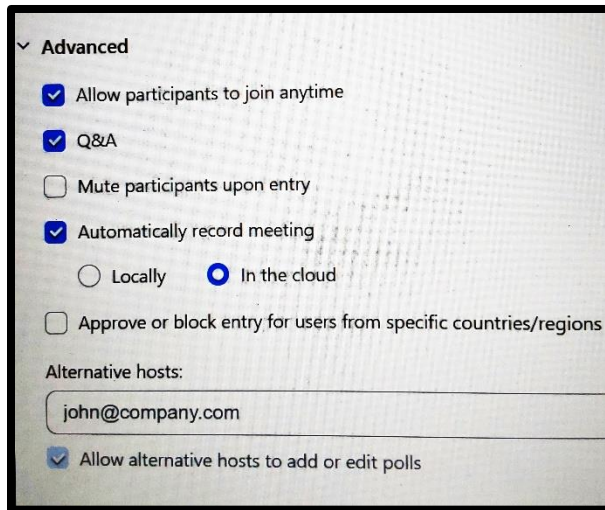 Advanced
Allow participants to join anytime
Q&A
Mute participants upon entry
Automatically record meeting
Locally In the cloud
Approve or block entry for users from specific countries/regions
Alternative hosts:
john@company.com
Allow alternative hosts to add or edit polls